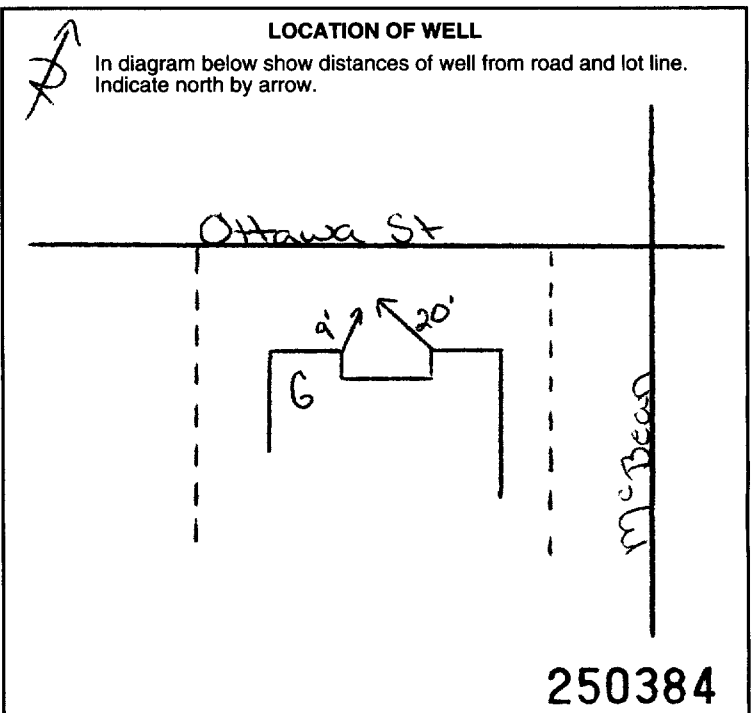 LOCATION OF WELL
In diagram below show distances of well from road and lot line.
Indicate north by arrow.
Ottawa St
9' 20'
G
McBean
250384